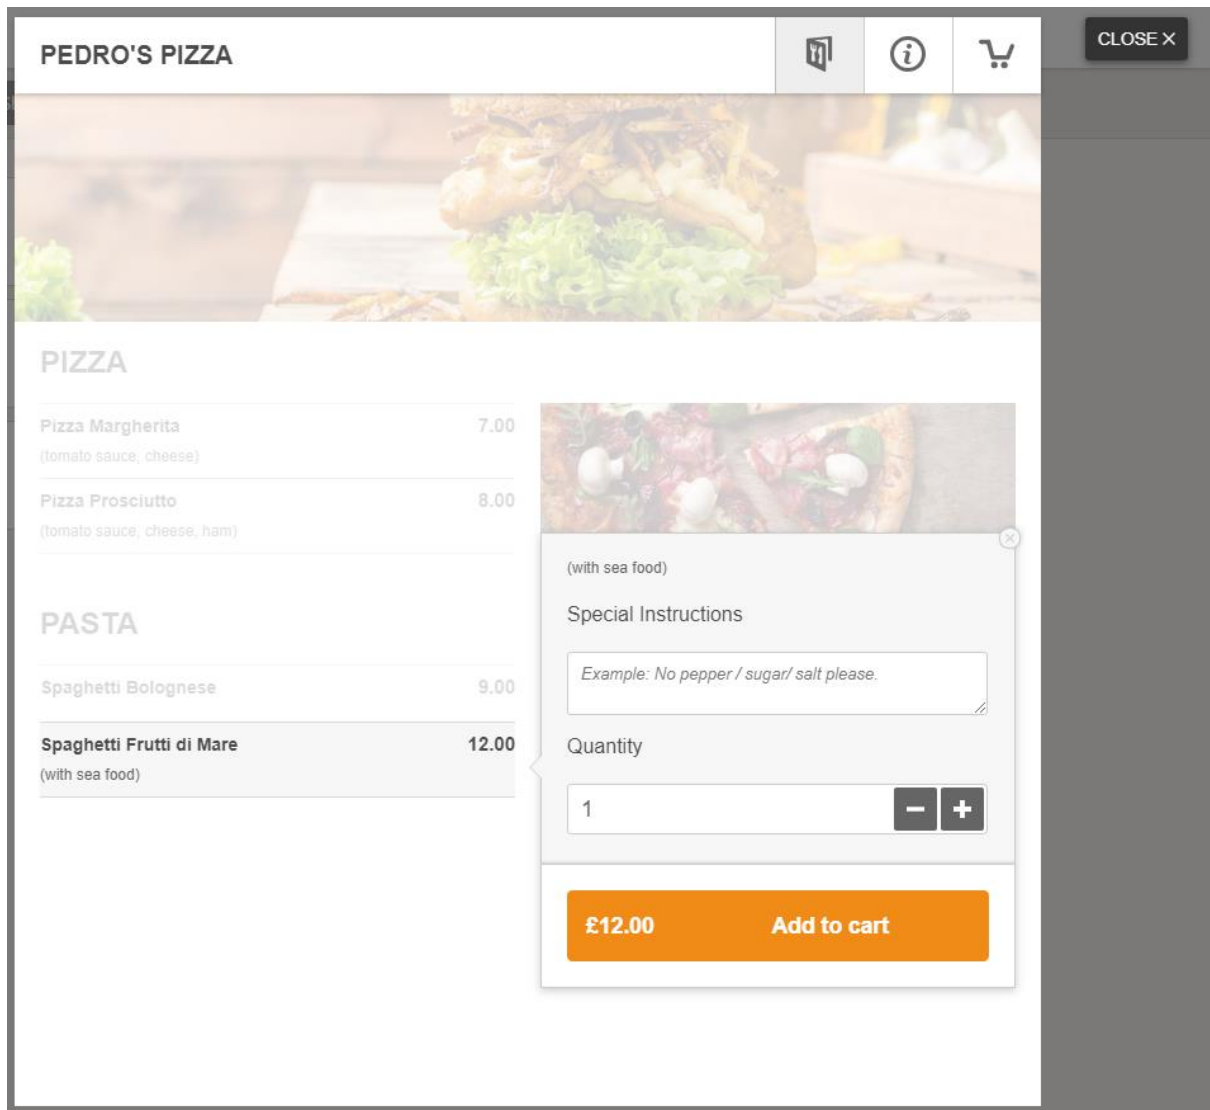 PEDRO'S PIZZA
CLOSE ×
PIZZA
Pizza Margherita 7.00
(tomato sauce, cheese)
Pizza Prosciutto 8.00
(tomato sauce, cheese, ham)
PASTA
Spaghetti Bolognese 9.00
Spaghetti Frutti di Mare 12.00
(with sea food)
(with sea food)
Special Instructions
Example: No pepper / sugar/ salt please.
Quantity
1
£12.00 Add to cart